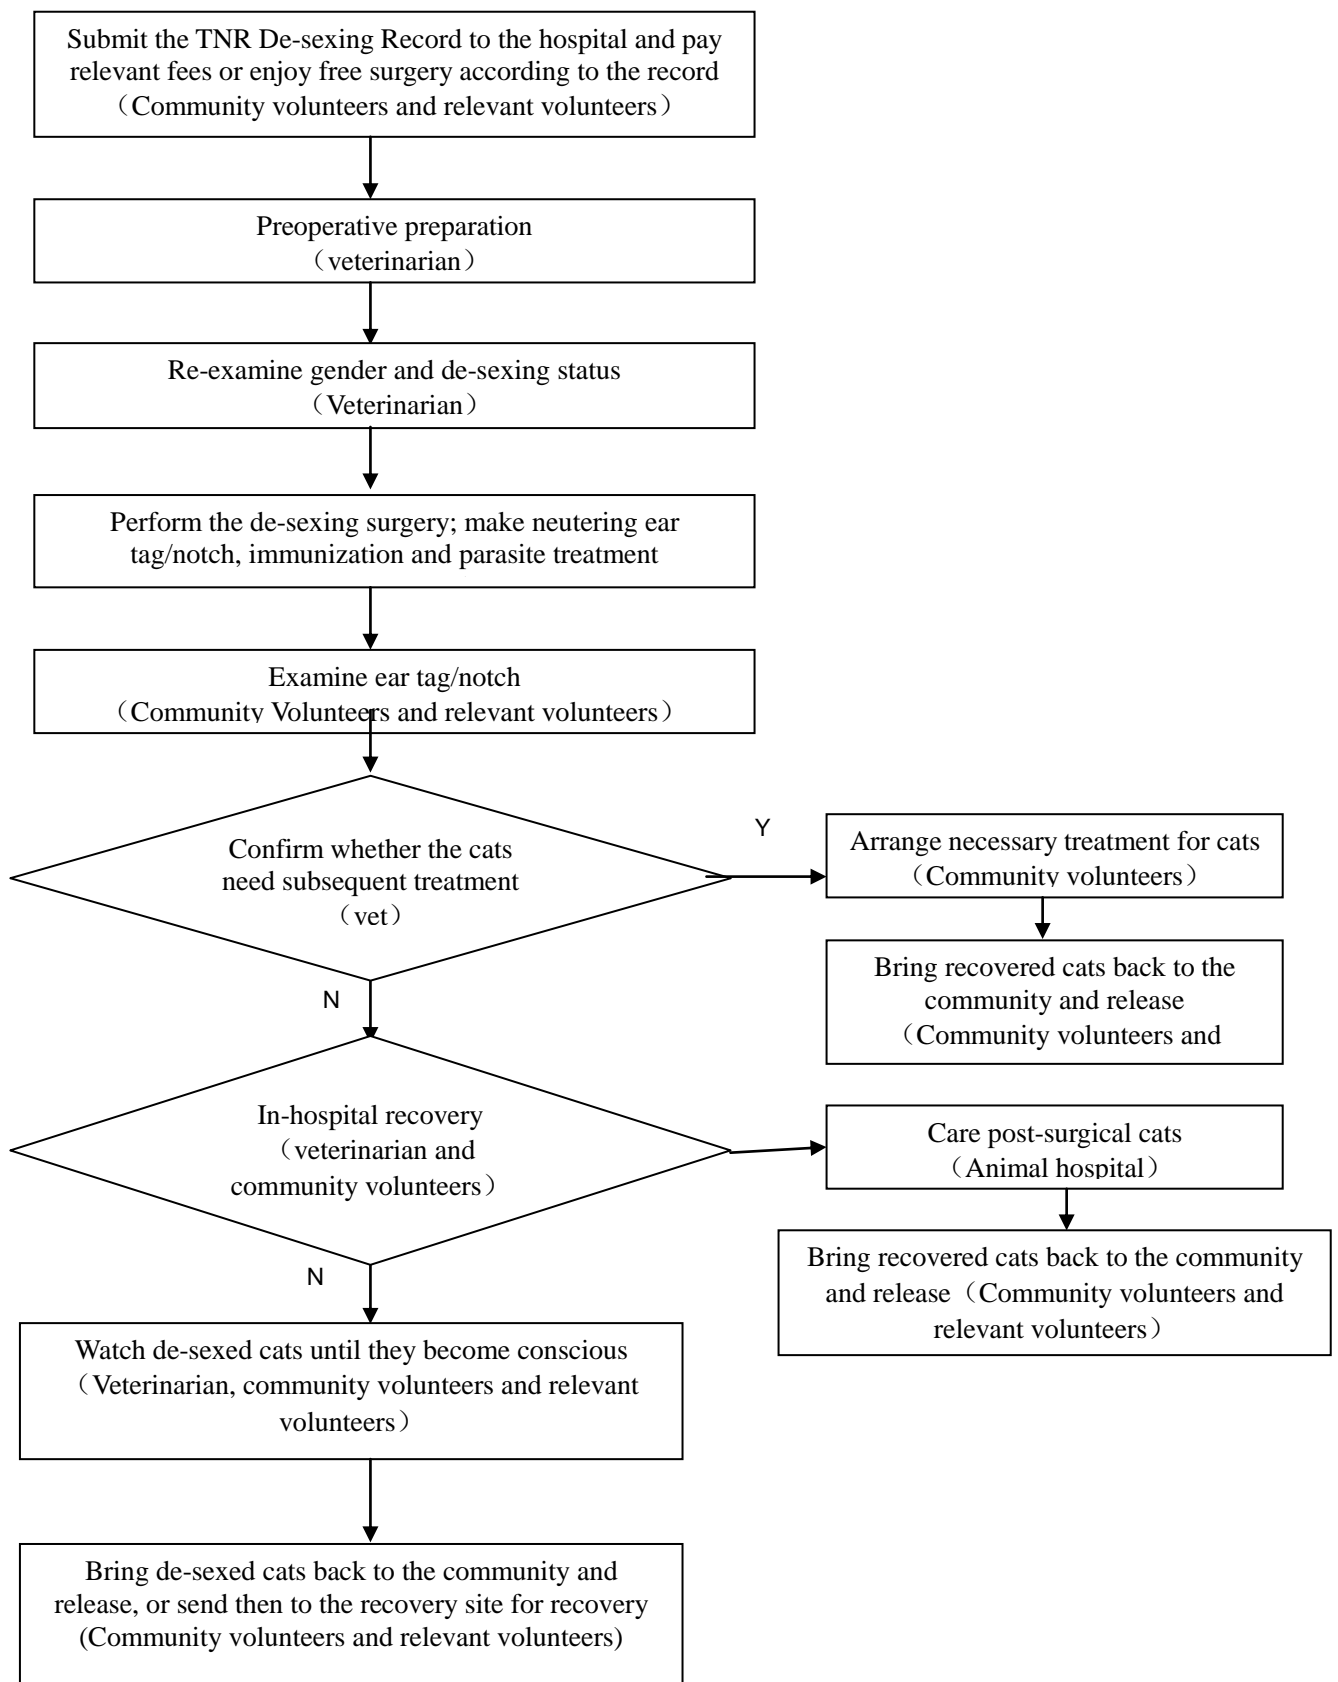 Submit the TNR De-sexing Record to the hospital and pay
relevant fees or enjoy free surgery according to the record
（Community volunteers and relevant volunteers）
Preoperative preparation
（veterinarian）
Re-examine gender and de-sexing status
（Veterinarian）
Perform the de-sexing surgery; make neutering ear
tag/notch, immunization and parasite treatment
Examine ear tag/notch
（Community Volunteers and relevant volunteers）
Confirm whether the cats
need subsequent treatment
（vet）
Y
Arrange necessary treatment for cats
（Community volunteers）
Bring recovered cats back to the
community and release
（Community volunteers and
N
In-hospital recovery
（veterinarian and
community volunteers）
Care post-surgical cats
（Animal hospital）
Bring recovered cats back to the community
and release（Community volunteers and
relevant volunteers）
N
Watch de-sexed cats until they become conscious
（Veterinarian, community volunteers and relevant
volunteers）
Bring de-sexed cats back to the community and
release, or send then to the recovery site for recovery
(Community volunteers and relevant volunteers)